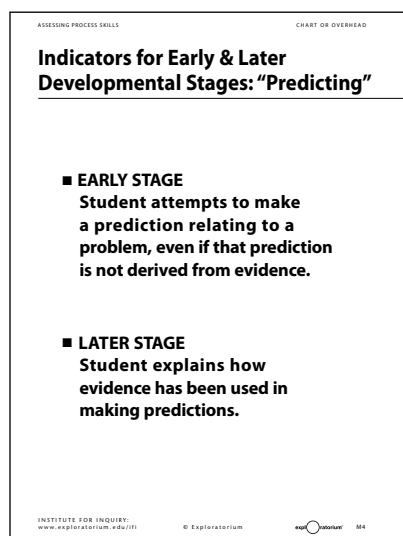 ASSESSING PROCESS SKILLS
CHART OR OVERHEAD
Indicators for Early & Later
Developmental Stages: “Predicting”
■ EARLY STAGE
Student attempts to make
a prediction relating to a
problem, even if that prediction
is not derived from evidence.
■ LATER STAGE
Student explains how
evidence has been used in
making predictions.
INSTITUTE FOR INQUIRY:
www.exploratorium.edu/ifi
© Exploratorium
exploratorium
M4